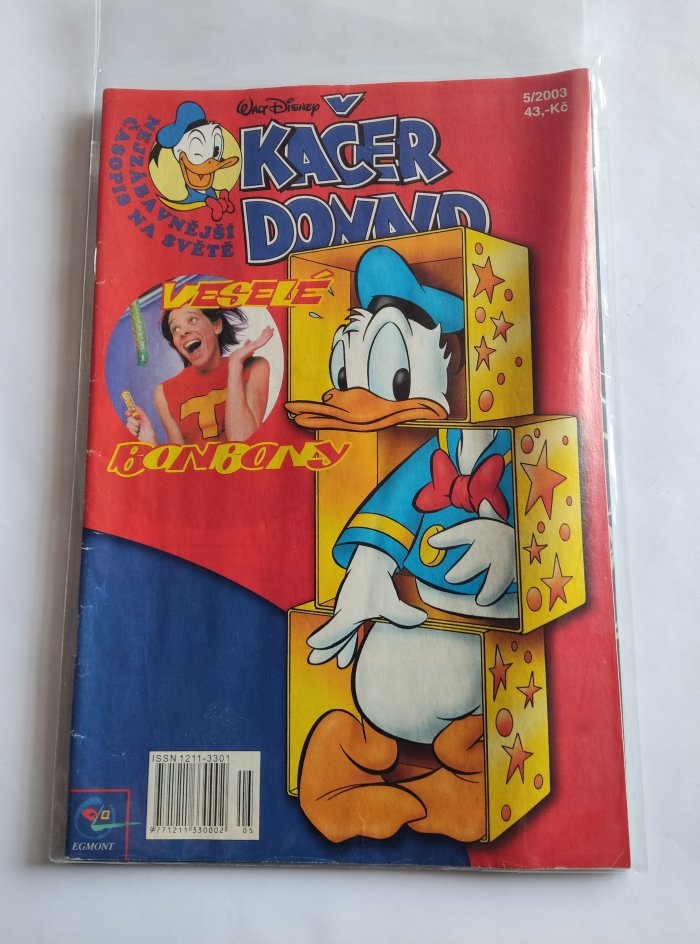 NEJZÁBAVNĚJŠÍ
ČASOPIS NA SVĚTĚ
WALT DISNEY
KAČER
DONALD
5/2003
43,-Kč
VESELÉ
T
BONBONY
ISSN 1211-3301
9 771211 330002 05
EGMONT